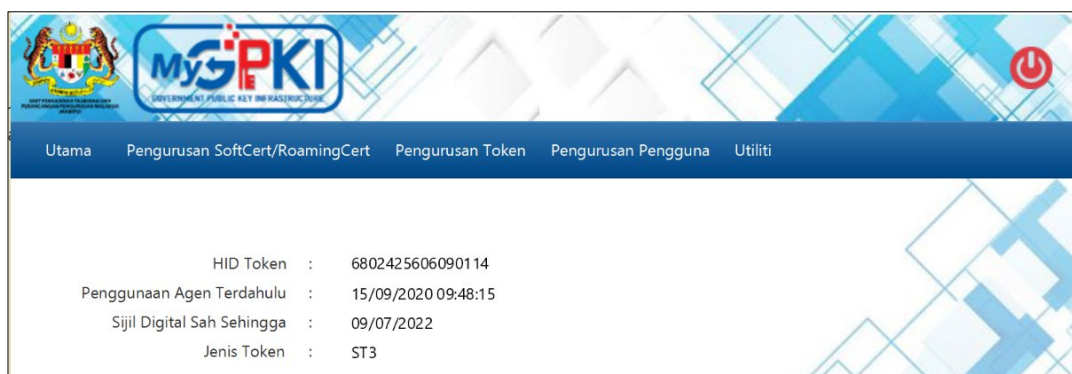 MyGPKI
GOVERNMENT PUBLIC KEY INFRASTRUCTURE
Utama Pengurusan SoftCert/RoamingCert Pengurusan Token Pengurusan Pengguna Utiliti
HID Token : 6802425606090114
Penggunaan Agen Terdahulu : 15/09/2020 09:48:15
Sijil Digital Sah Sehingga : 09/07/2022
Jenis Token : ST3